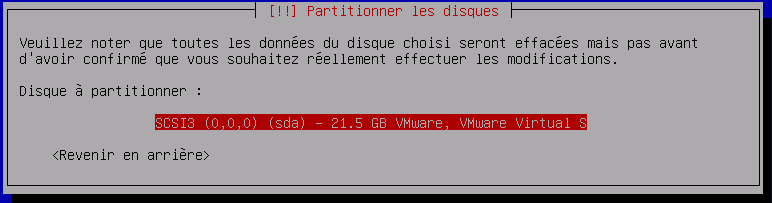 [!!] Partitionner les disques
Veuillez noter que toutes les données du disque choisi seront effacées mais pas avant
d'avoir confirmé que vous souhaitez réellement effectuer les modifications.
Disque à partitionner :
SCSI3 (0,0,0) (sda) - 21.5 GB VMware, VMware Virtual S
<Revenir en arrière>